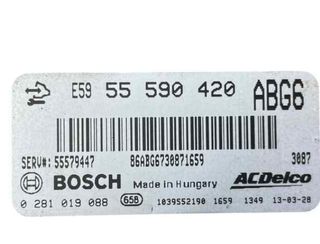 E59 55 590 420 ABG6
SERV#: 55579447 86ABG6730871659 3087
BOSCH Made in Hungary ACDelco
0 281 019 088 658 1039S52190 1659 1349 13-03-28